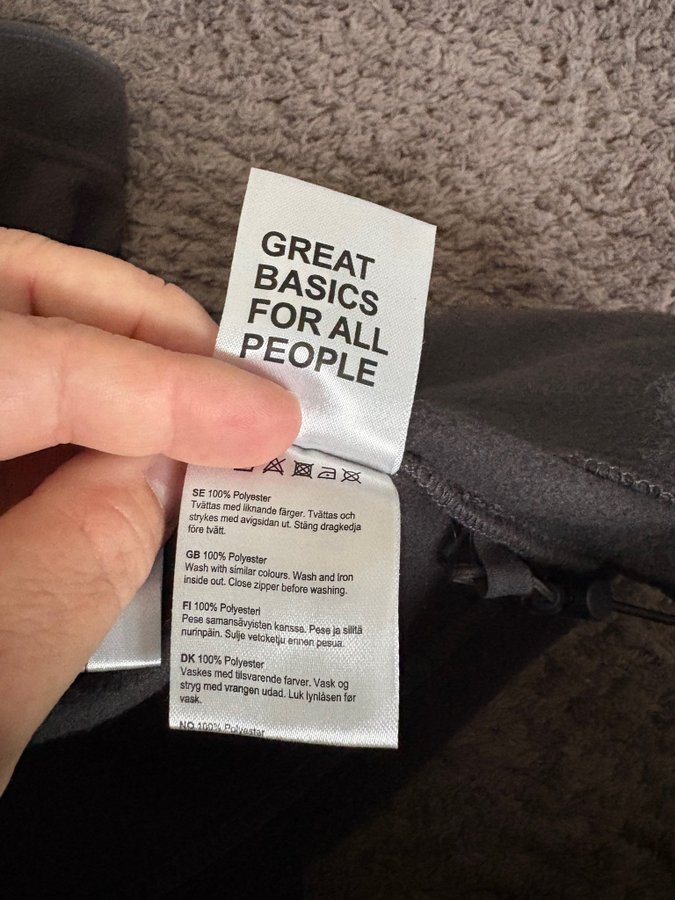 GREAT
BASICS
FOR ALL
PEOPLE
SE 100% Polyester
Tvättas med liknande färger. Tvättas och
strykes med avigsidan ut. Stäng dragkedja
före tvätt.
GB 100% Polyester
Wash with similar colours. Wash and Iron
inside out. Close zipper before washing.
FI 100% Polyesteri
Pese samansävyisten kanssa. Pese ja silitä
nurinpäin. Sulje vetoketju ennen pesua.
DK 100% Polyester
Vaskes med tilsvarende farver. Vask og
stryg med vrangen udad. Luk lynlåsen før
vask.
NO 100% Polyester